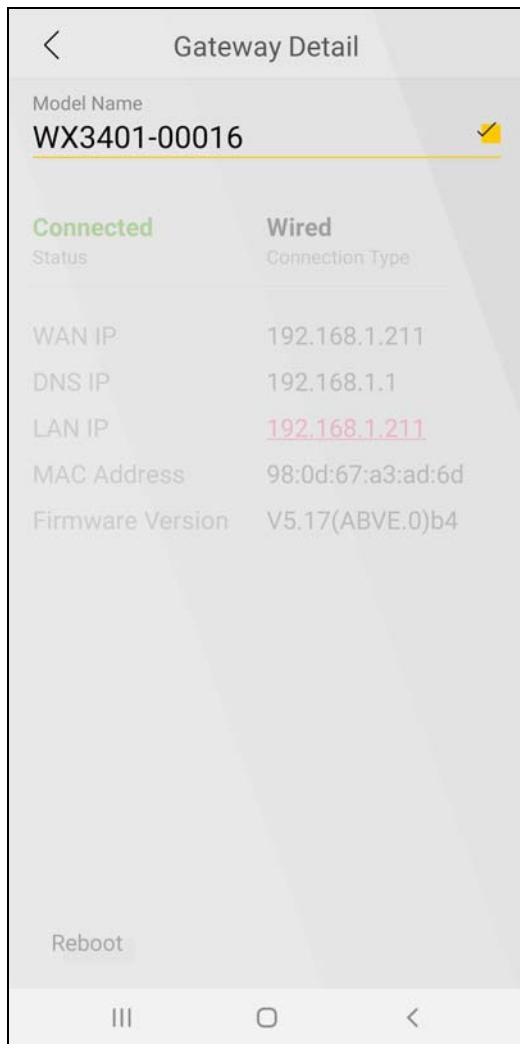 Gateway Detail
Model Name
WX3401-00016
Connected Wired
Status Connection Type
WAN IP 192.168.1.211
DNS IP 192.168.1.1
LAN IP 192.168.1.211
MAC Address 98:0d:67:a3:ad:6d
Firmware Version V5.17(ABVE.0)b4
Reboot